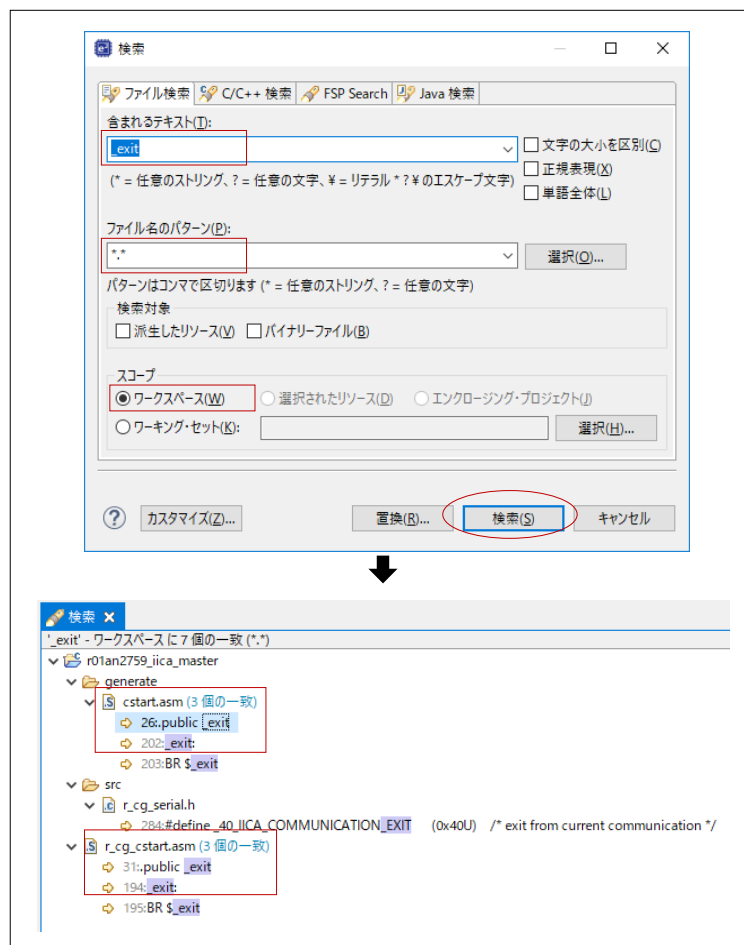 検索
ファイル検索 C/C++ 検索 FSP Search Java 検索
含まれるテキスト(T):
_exit
文字の大小を区別(C)
(* = 任意のストリング、? = 任意の文字、¥ = リテラル * ? ¥ のエスケープ文字)
正規表現(X)
単語全体(L)
ファイル名のパターン(P):
*.*
選択(O)...
パターンはコンマで区切ります (* = 任意のストリング、? = 任意の文字)
検索対象
派生したリソース(V) バイナリーファイル(B)
スコープ
ワークスペース(W) 選択されたリソース(D) エンクロージング・プロジェクト(J)
ワーキング・セット(K): 選択(H)...
? カスタマイズ(Z)... 置換(R)... 検索(S) キャンセル
検索
'_exit' - ワークスペース に 7 個の一致 (*.*)
r01an2759_iica_master
generate
cstart.asm (3 個の一致)
26:.public _exit
202:_exit:
203:BR $_exit
src
r_cg_serial.h
284:#define _40_IICA_COMMUNICATION_EXIT (0x40U) /* exit from current communication */
r_cg_cstart.asm (3 個の一致)
31:.public _exit
194:_exit:
195:BR $_exit